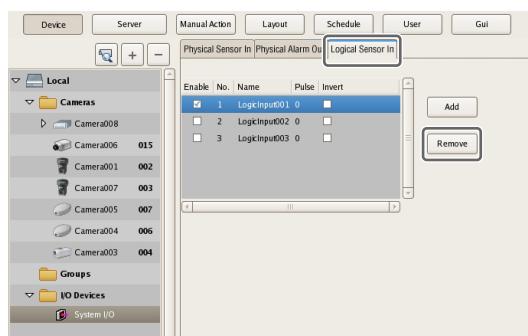 Device Server Manual Action Layout Schedule User Gui
Physical Sensor In Physical Alarm Ou Logical Sensor In
Local
Cameras
Camera008
Camera006 015
Camera001 002
Camera007 003
Camera005 007
Camera004 006
Camera003 004
Groups
I/O Devices
System I/O
Enable No. Name Pulse Invert
1 LogicInput001 0
2 LogicInput002 0
3 LogicInput003 0
Add
Remove